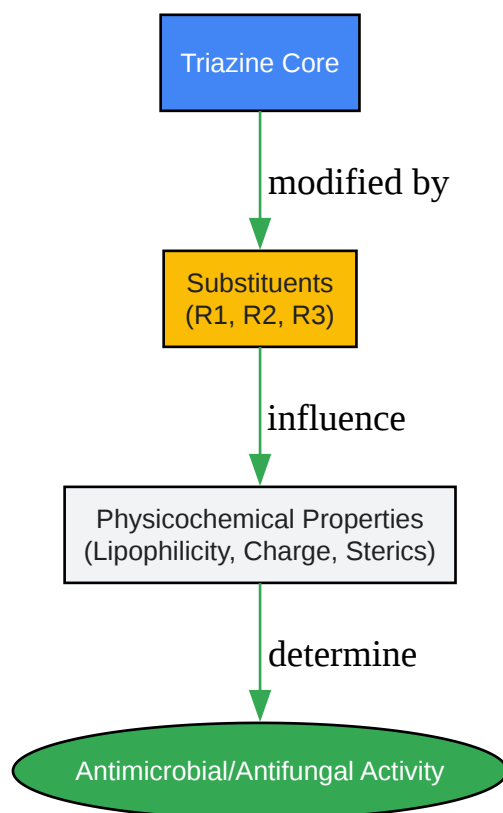 Triazine Core
modified by
Substituents
(R1, R2, R3)
influence
Physicochemical Properties
(Lipophilicity, Charge, Sterics)
determine
Antimicrobial/Antifungal Activity